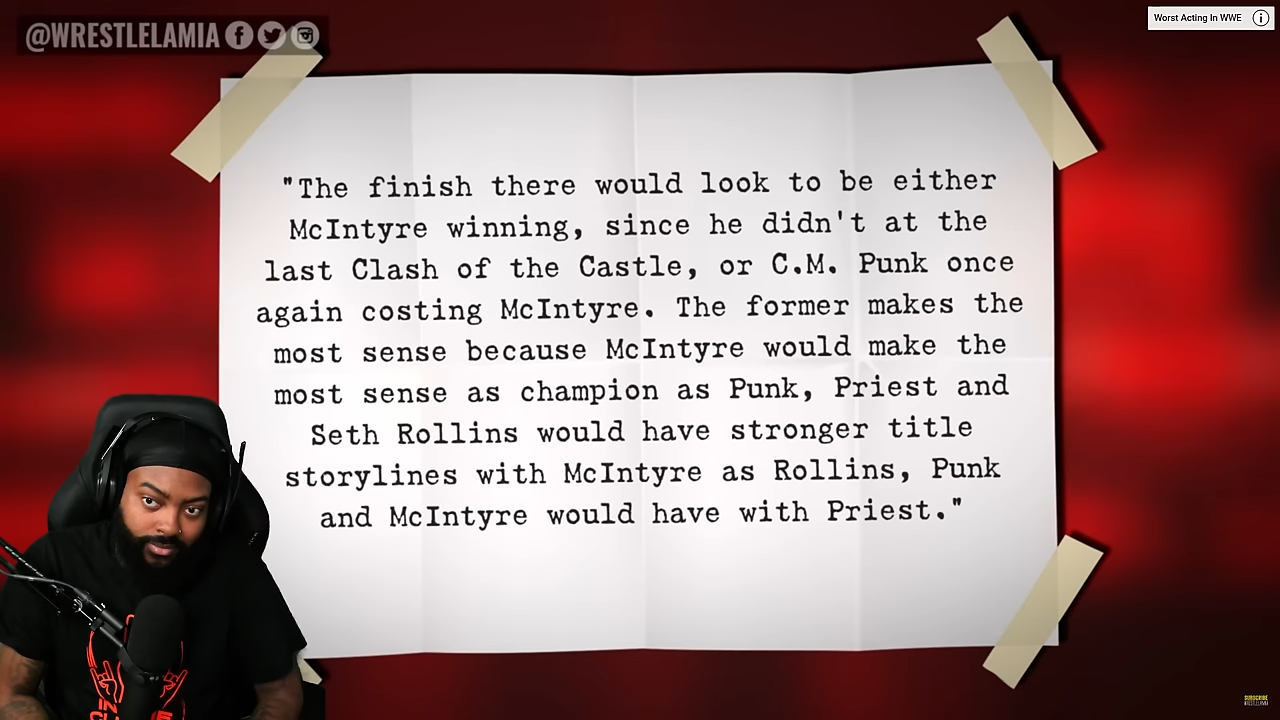 @WRESTLELAMIA
Worst Acting In WWE
"The finish there would look to be either
McIntyre winning, since he didn't at the
last Clash of the Castle, or C.M. Punk once
again costing McIntyre. The former makes the
most sense because McIntyre would make the
most sense as champion as Punk, Priest and
Seth Rollins would have stronger title
storylines with McIntyre as Rollins, Punk
and McIntyre would have with Priest."
IN
SUBSCRIBE
WRESTLELAMIA